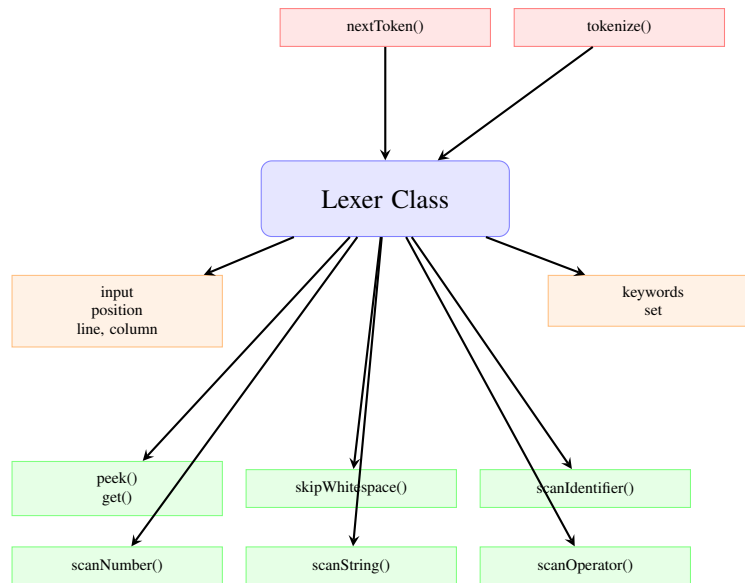 nextToken()
tokenize()
Lexer Class
input
position
line, column
keywords
set
peek()
get()
skipWhitespace()
scanIdentifier()
scanNumber()
scanString()
scanOperator()